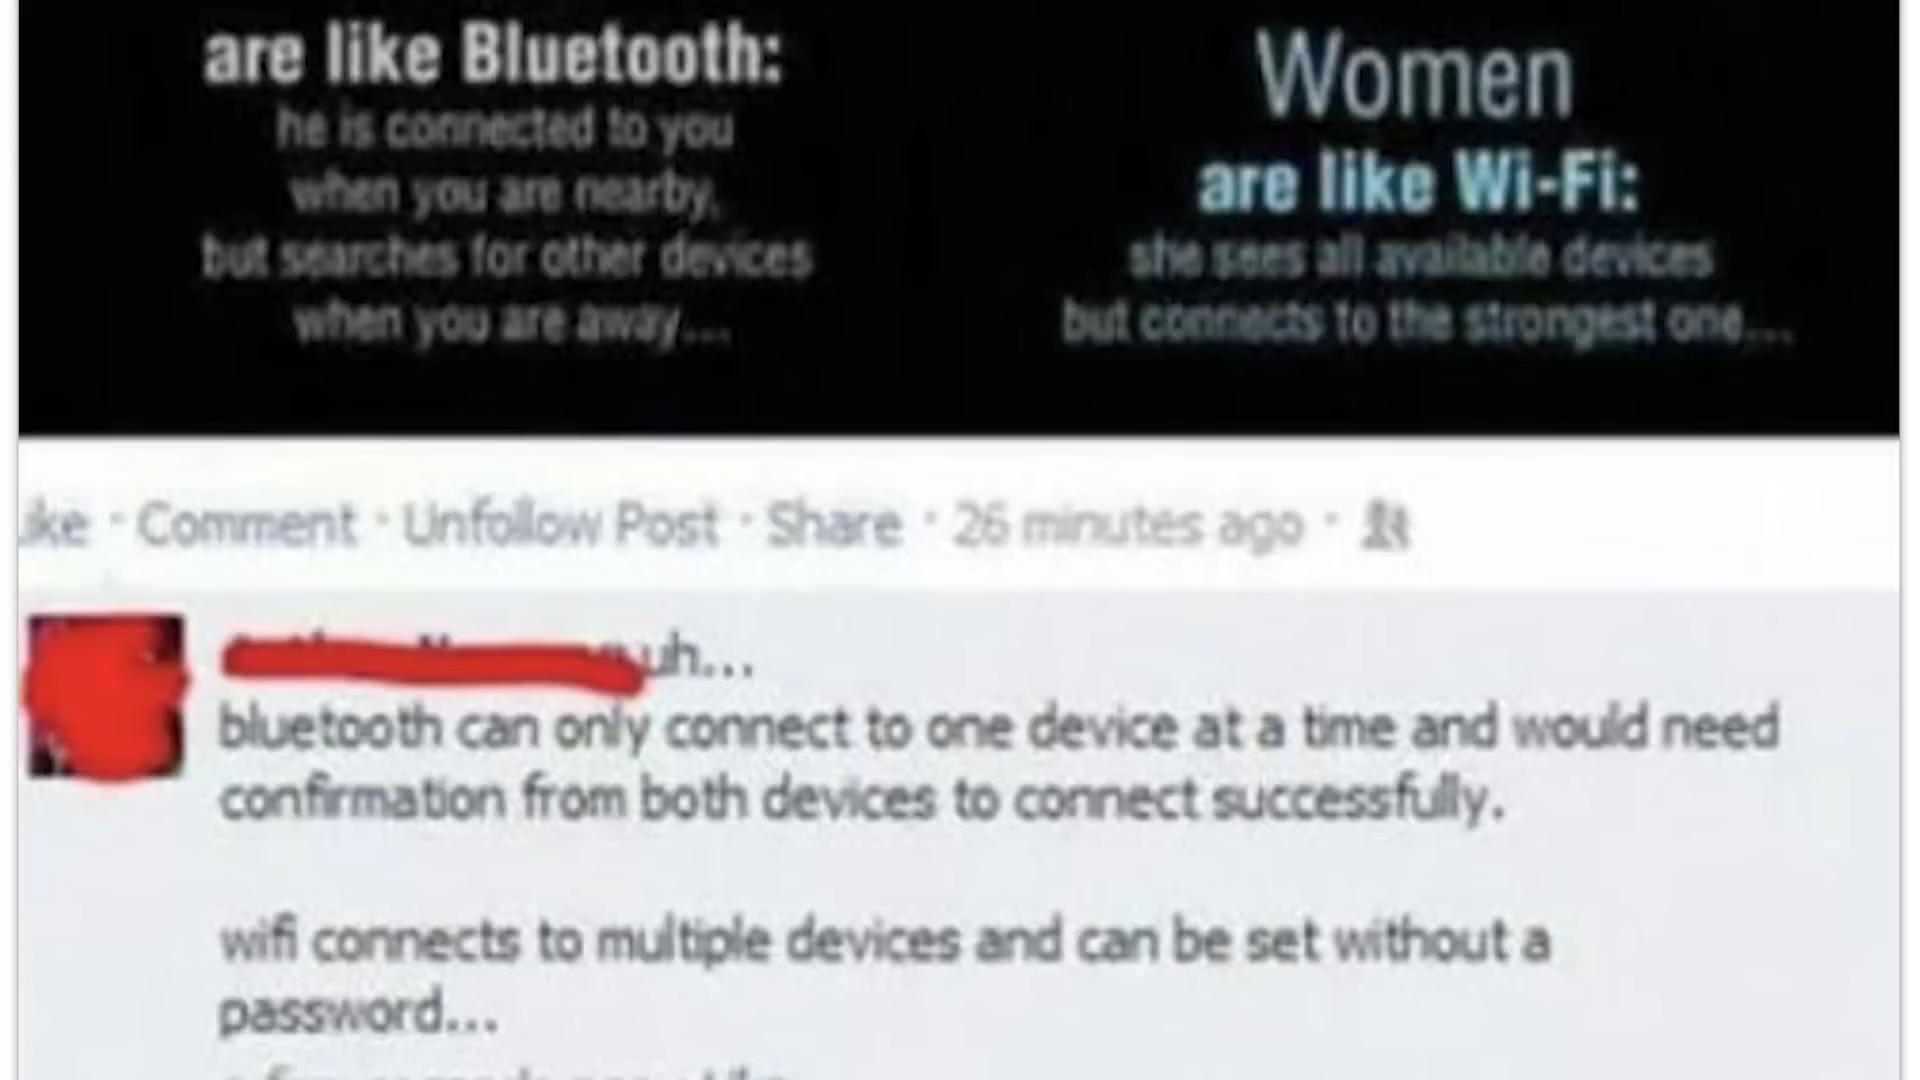 are like Bluetooth:
he is connected to you
when you are nearby,
but searches for other devices
when you are away...
Women
are like Wi-Fi:
she sees all available devices
but connects to the strongest one...
ike · Comment · Unfollow Post · Share · 26 minutes ago ·
uh...
bluetooth can only connect to one device at a time and would need
confirmation from both devices to connect successfully.
wifi connects to multiple devices and can be set without a
password...